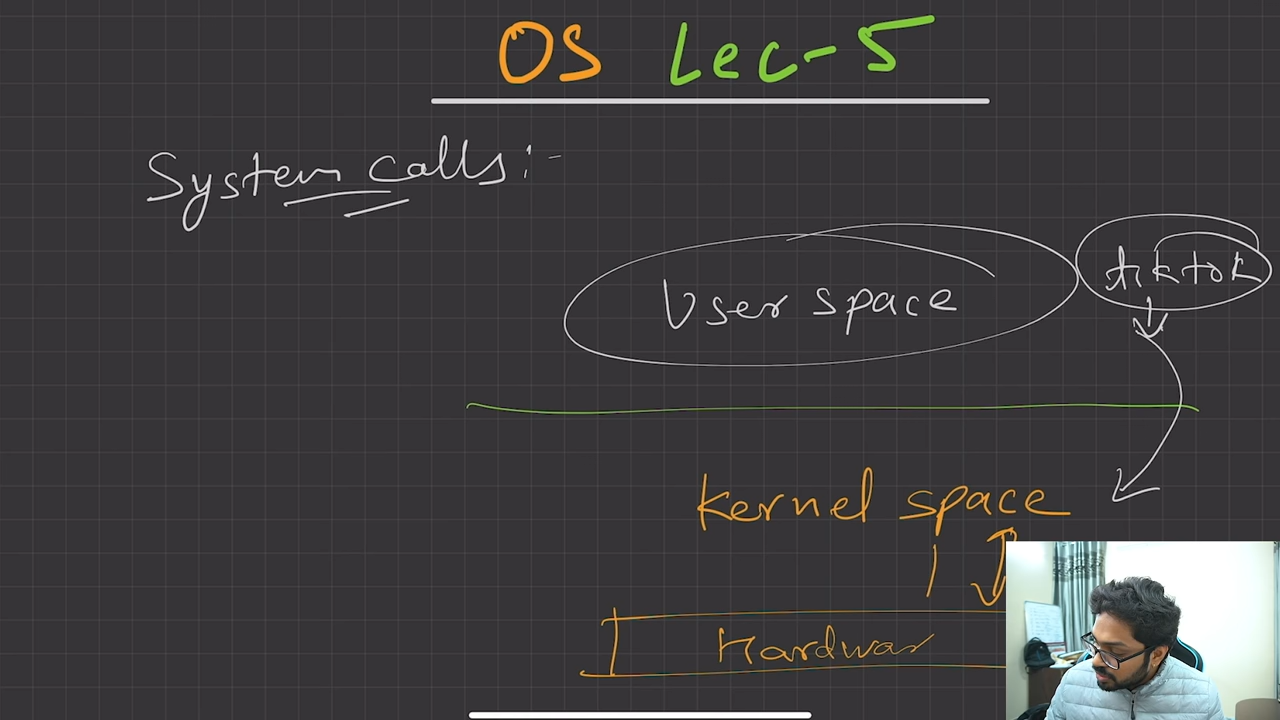 OS Lec-5
System calls :-
User space
tiktok
Kernel space
Hardwar